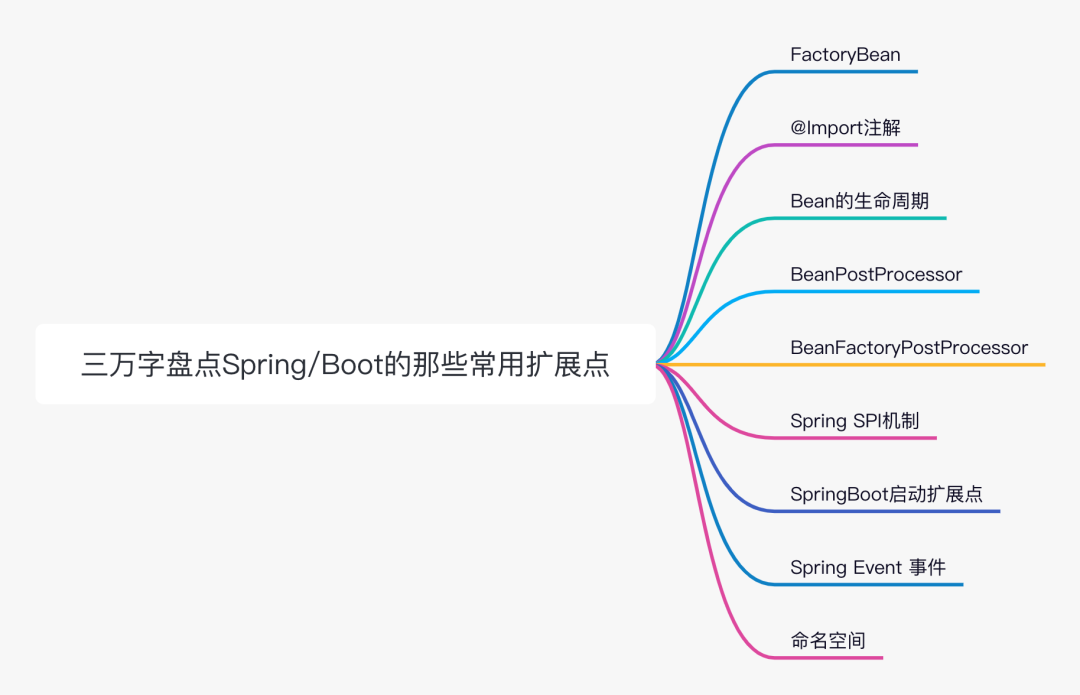 三万字盘点Spring/Boot的那些常用扩展点
FactoryBean
@Import注解
Bean的生命周期
BeanPostProcessor
BeanFactoryPostProcessor
Spring SPI机制
SpringBoot启动扩展点
Spring Event 事件
命名空间